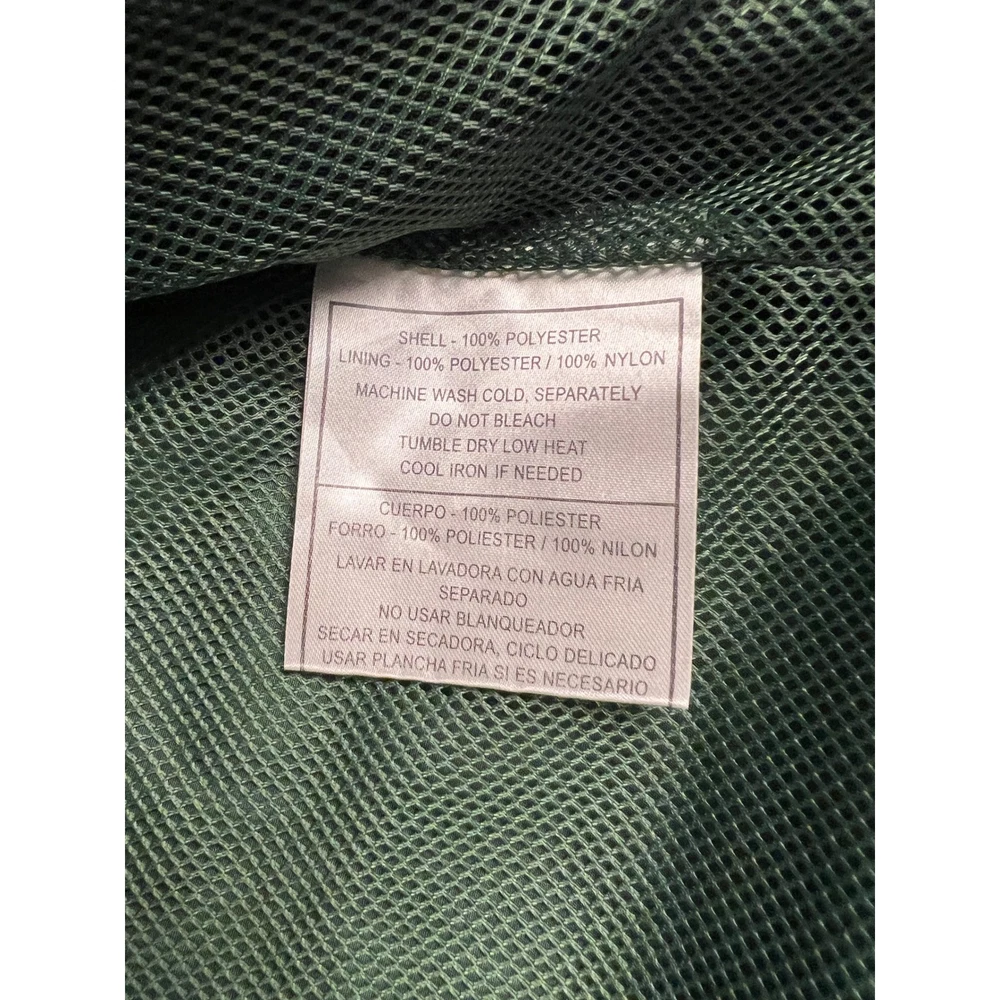 SHELL - 100% POLYESTER
LINING - 100% POLYESTER / 100% NYLON
MACHINE WASH COLD, SEPARATELY
DO NOT BLEACH
TUMBLE DRY LOW HEAT
COOL IRON IF NEEDED
CUERPO - 100% POLIESTER
FORRO - 100% POLIESTER / 100% NILON
LAVAR EN LAVADORA CON AGUA FRIA
SEPARADO
NO USAR BLANQUEADOR
SECAR EN SECADORA, CICLO DELICADO
USAR PLANCHA FRIA SI ES NECESARIO